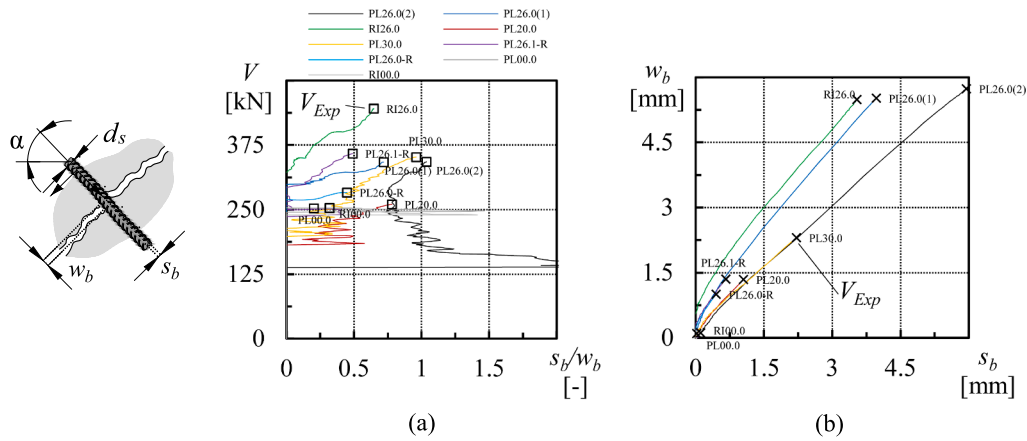 PL26.0(2) PL26.0(1)
RI26.0 PL20.0
PL30.0 PL26.1-R
PL26.0-R PL00.0
RI00.0
α
d_s
w_b
s_b
V
[kN]
V_Exp
RI26.0
PL30.0
PL26.1-R
PL26.0(1)
PL26.0(2)
PL26.0-R
PL20.0
PL00.0
RI00.0
375
250
125
0
0 0.5 1 1.5
s_b/w_b
[-]
(a)
w_b
[mm]
RI26.0
PL26.0(1)
PL26.0(2)
PL30.0
PL26.1-R
PL20.0
PL26.0-R
V_Exp
RI00.0
PL00.0
4.5
3
1.5
0
0 1.5 3 4.5
s_b
[mm]
(b)